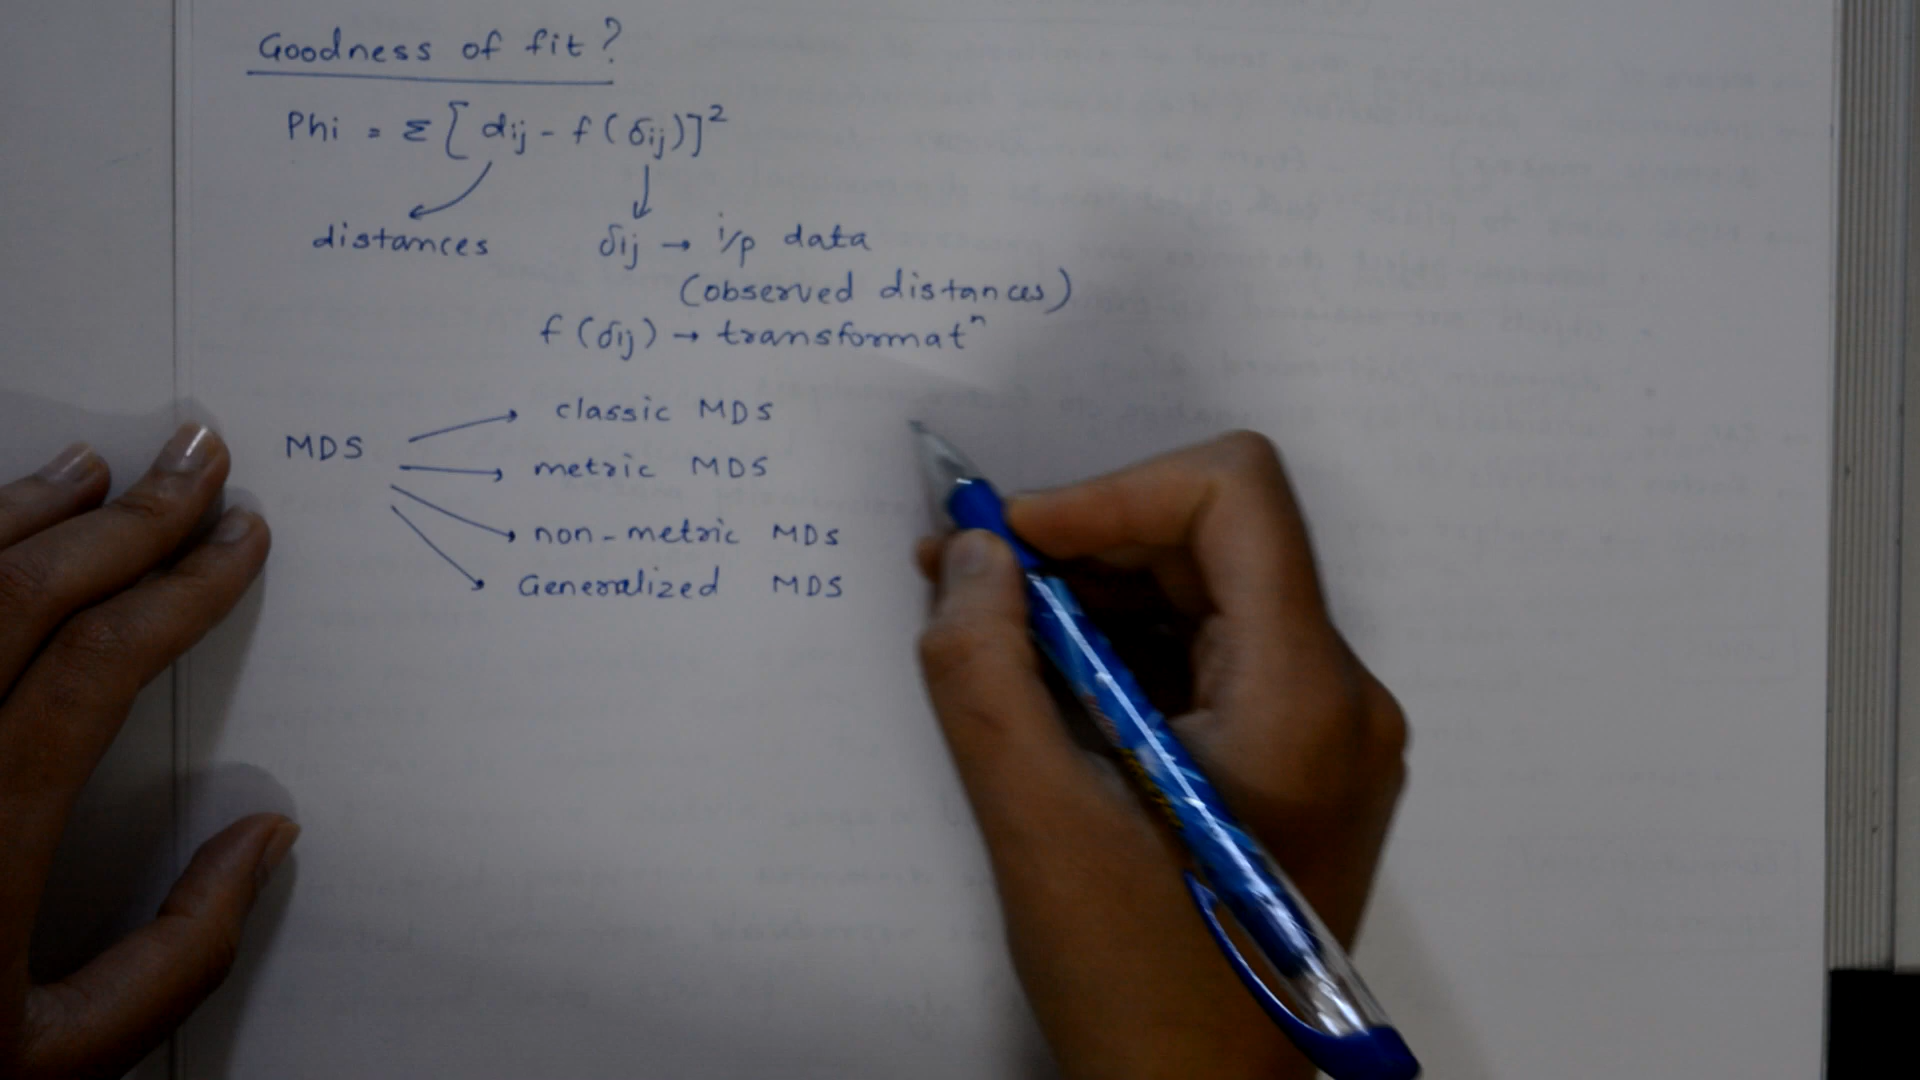 Goodness of fit?
Phi = Σ[dij - f(δij)]²
distances δij → i/p data
(observed distances)
f(δij) → transformatⁿ
MDS
classic MDS
metric MDS
non-metric MDS
Generalized MDS